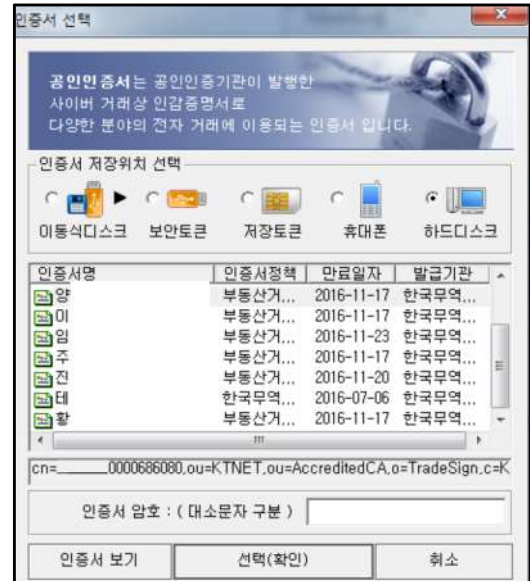 인증서 선택
공인인증서는 공인인증기관이 발행한
사이버 거래상 인감증명서로
다양한 분야의 전자 거래에 이용되는 인증서 입니다.
인증서 저장위치 선택
이동식디스크 보안토큰 저장토큰 휴대폰 하드디스크
인증서명 인증서정책 만료일자 발급기관
양 부동산거... 2016-11-17 한국무역...
이 부동산거... 2016-11-17 한국무역...
임 부동산거... 2016-11-23 한국무역...
주 부동산거... 2016-11-17 한국무역...
진 부동산거... 2016-11-20 한국무역...
테 한국무역... 2016-07-06 한국무역...
황 부동산거... 2016-11-17 한국무역...
cn=______0000686080,ou=KTNET,ou=AccreditedCA,o=TradeSign,c=K
인증서 암호 : ( 대소문자 구분 )
인증서 보기 선택(확인) 취소